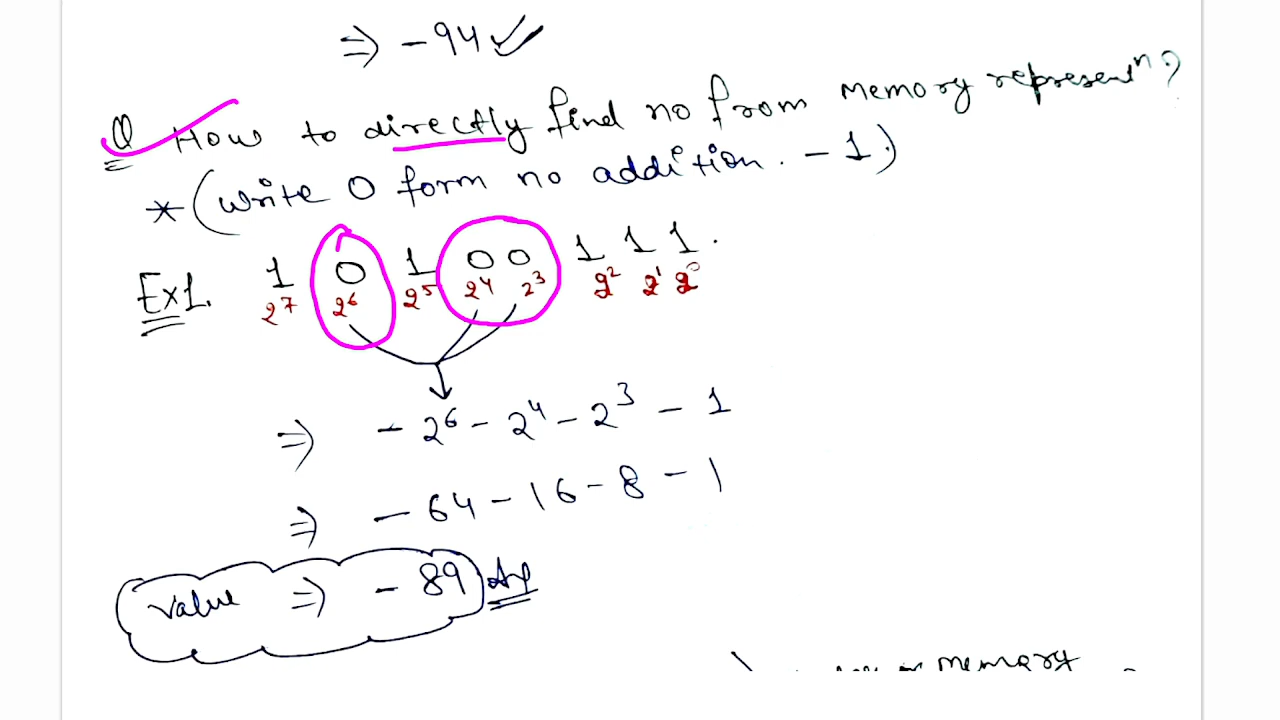 ⇒ -94 ✓
Q How to directly find no from memory represent^n ?
* (write 0 form no addition. - 1.)
Ex1. 1 0 1 0 0 1 1 1 .
2^7 2^6 2^5 2^4 2^3 2^2 2^1 2^0
⇒ - 2^6 - 2^4 - 2^3 - 1
⇒ - 64 - 16 - 8 - 1
value ⇒ - 89
memory